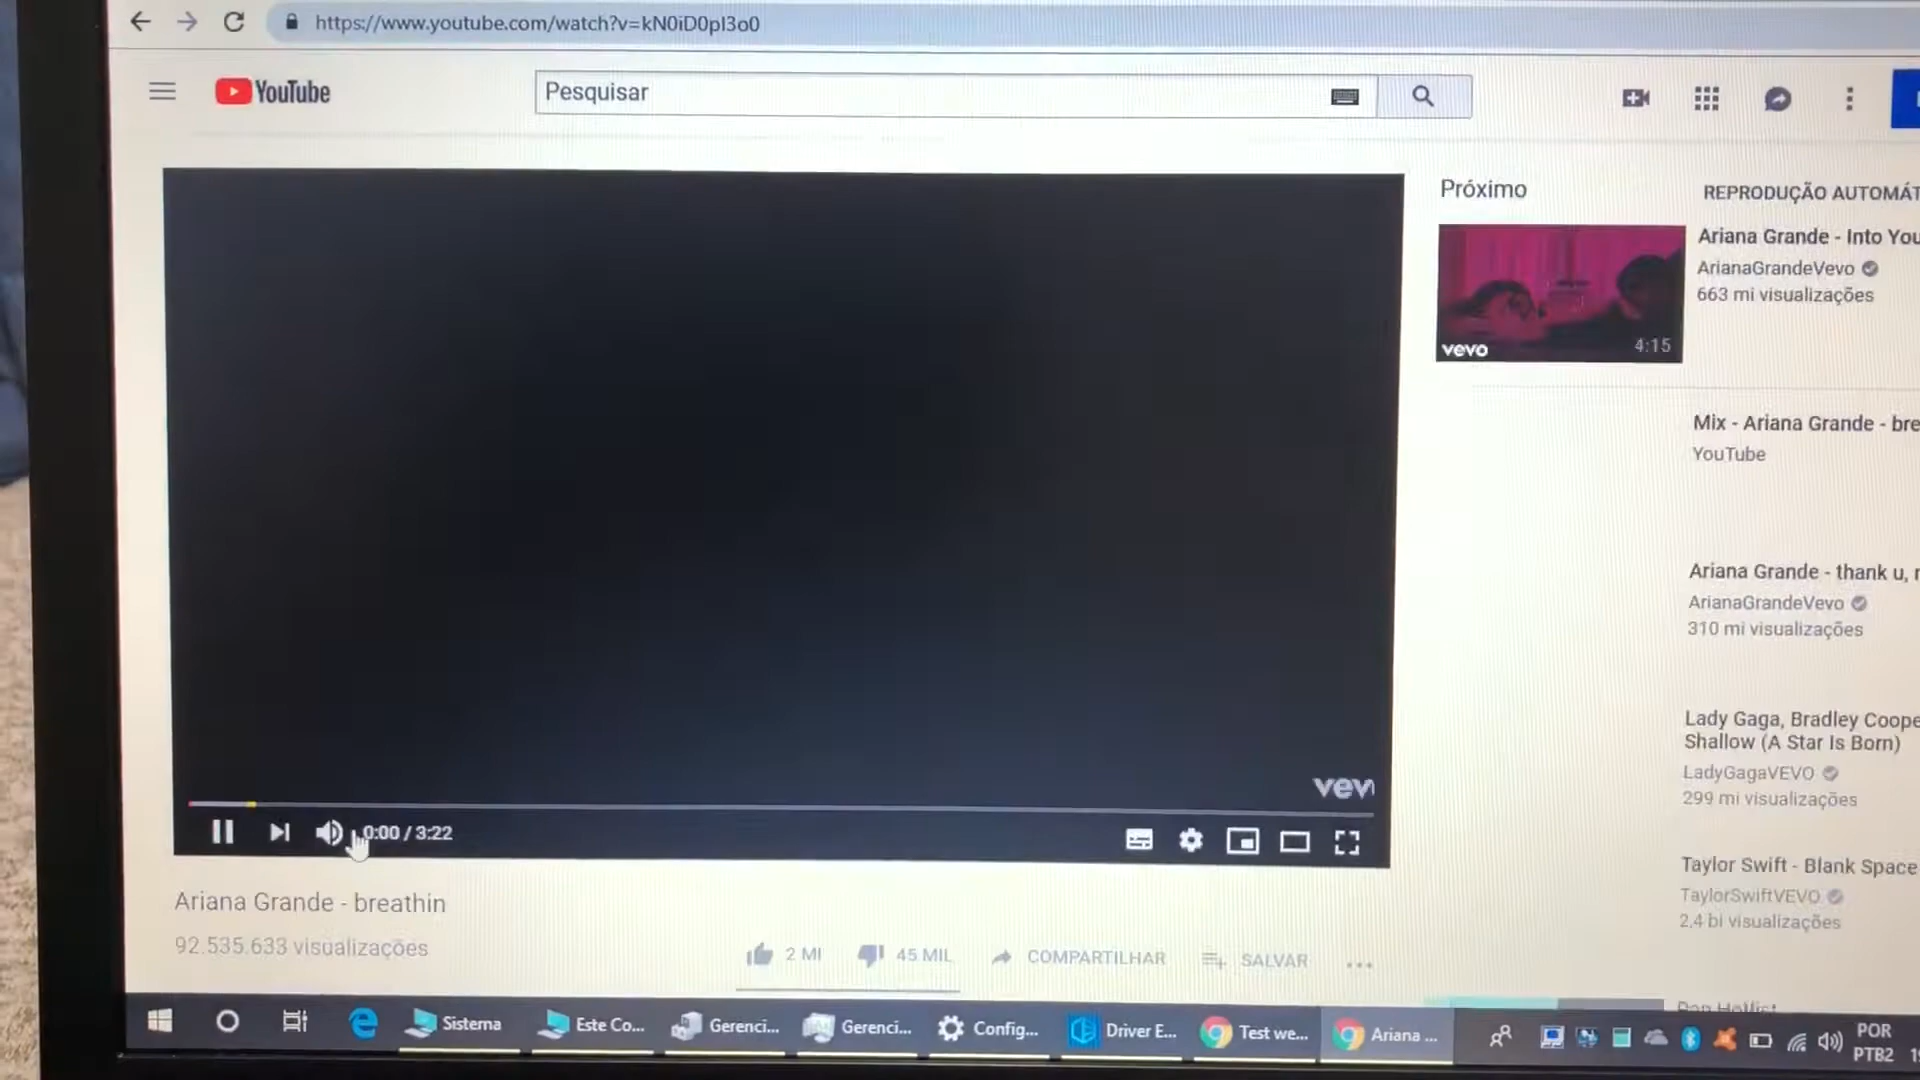 https://www.youtube.com/watch?v=kN0iD0pI3o0
YouTube
Pesquisar
Próximo
REPRODUÇÃO
Ariana Grande - Into You
ArianaGrandeVevo
663 mi visualizações
vevo
4:15
Mix - Ariana Grande - bre
YouTube
Ariana Grande - thank u,
ArianaGrandeVevo
310 mi visualizações
Lady Gaga, Bradley Coope
Shallow (A Star Is Born)
LadyGagaVEVO
299 mi visualizações
Taylor Swift - Blank Space
TaylorSwiftVEVO
2,4 bi visualizações
vev
0:00 / 3:22
Ariana Grande - breathin
92.535.633 visualizações
2 MI
45 MIL
COMPARTILHAR
SALVAR
Sistema
Este Co...
Gerenci...
Gerenci...
Config...
Driver E...
Test we...
Ariana ...
POR
PTB2